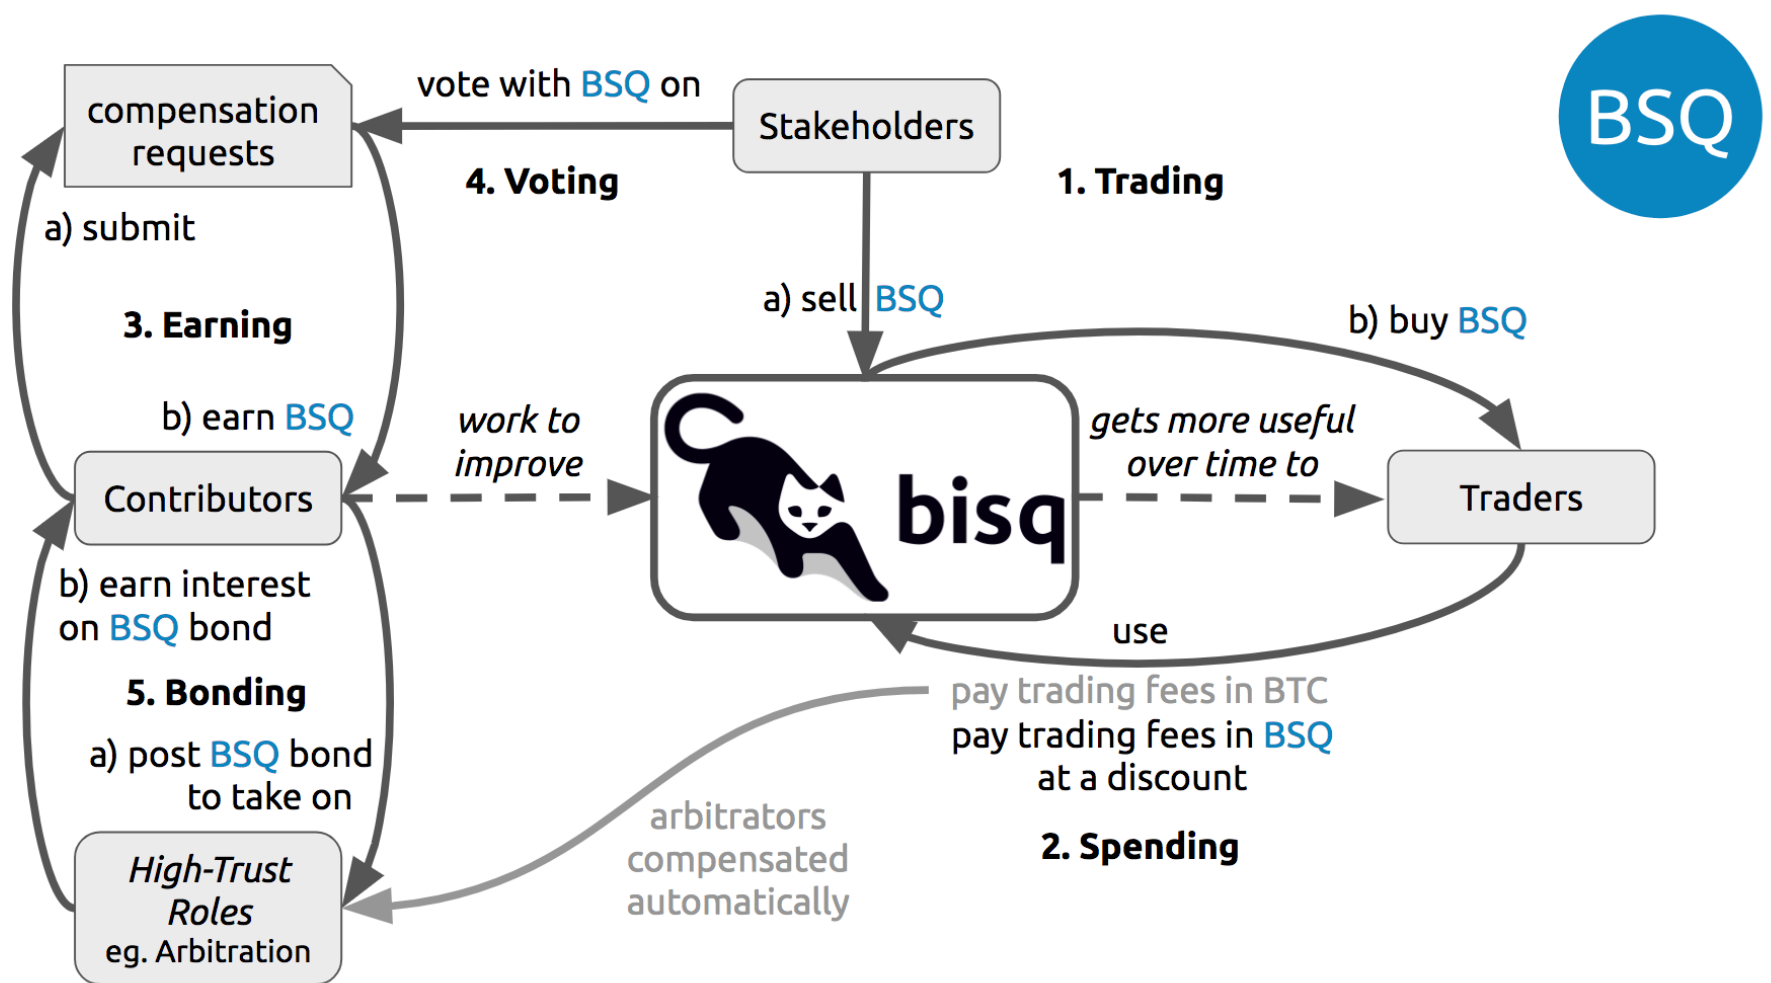 compensation
requests
vote with BSQ on
Stakeholders
BSQ
4. Voting
1. Trading
a) submit
a) sell BSQ
3. Earning
b) buy BSQ
b) earn BSQ
work to
improve
gets more useful
over time to
Contributors
bisq
Traders
b) earn interest
on BSQ bond
use
5. Bonding
pay trading fees in BTC
pay trading fees in BSQ
at a discount
a) post BSQ bond
to take on
arbitrators
compensated
automatically
2. Spending
High-Trust
Roles
eg. Arbitration